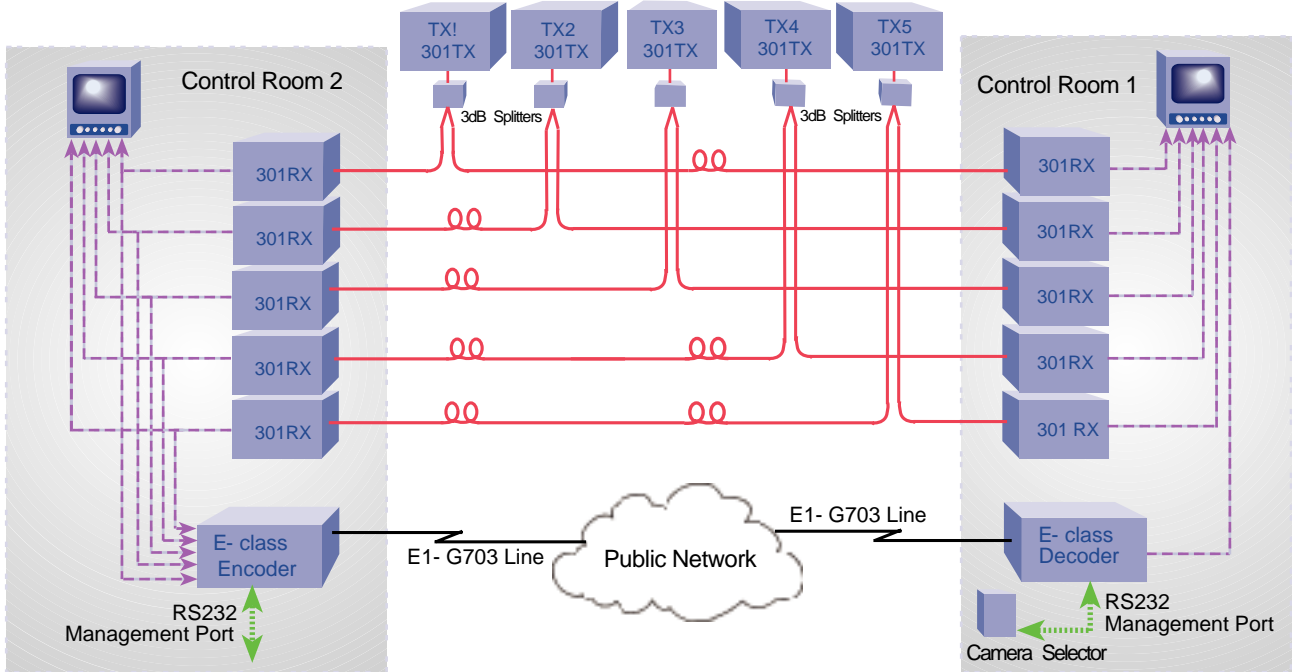 TX!
301TX
TX2
301TX
TX3
301TX
TX4
301TX
TX5
301TX
Control Room 2
Control Room 1
3dB Splitters
3dB Splitters
301RX
301RX
301RX
301RX
301RX
301 RX
301RX
301RX
301RX
301 RX
E- class
Encoder
E1- G703 Line
Public Network
E1- G703 Line
E- class
Decoder
RS232
Management Port
RS232
Management Port
Camera Selector